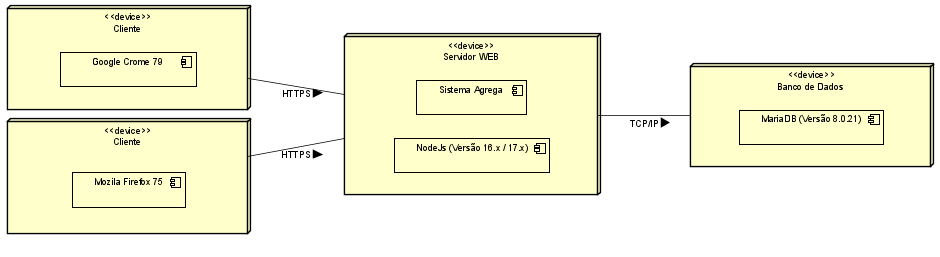 <<device>>
Cliente
Google Crome 79
HTTPS
<<device>>
Cliente
Mozila Firefox 75
HTTPS
<<device>>
Servidor WEB
Sistema Agrega
NodeJs (Versão 16.x / 17.x)
TCP/IP
<<device>>
Banco de Dados
MariaDB (Versão 8.0.21)